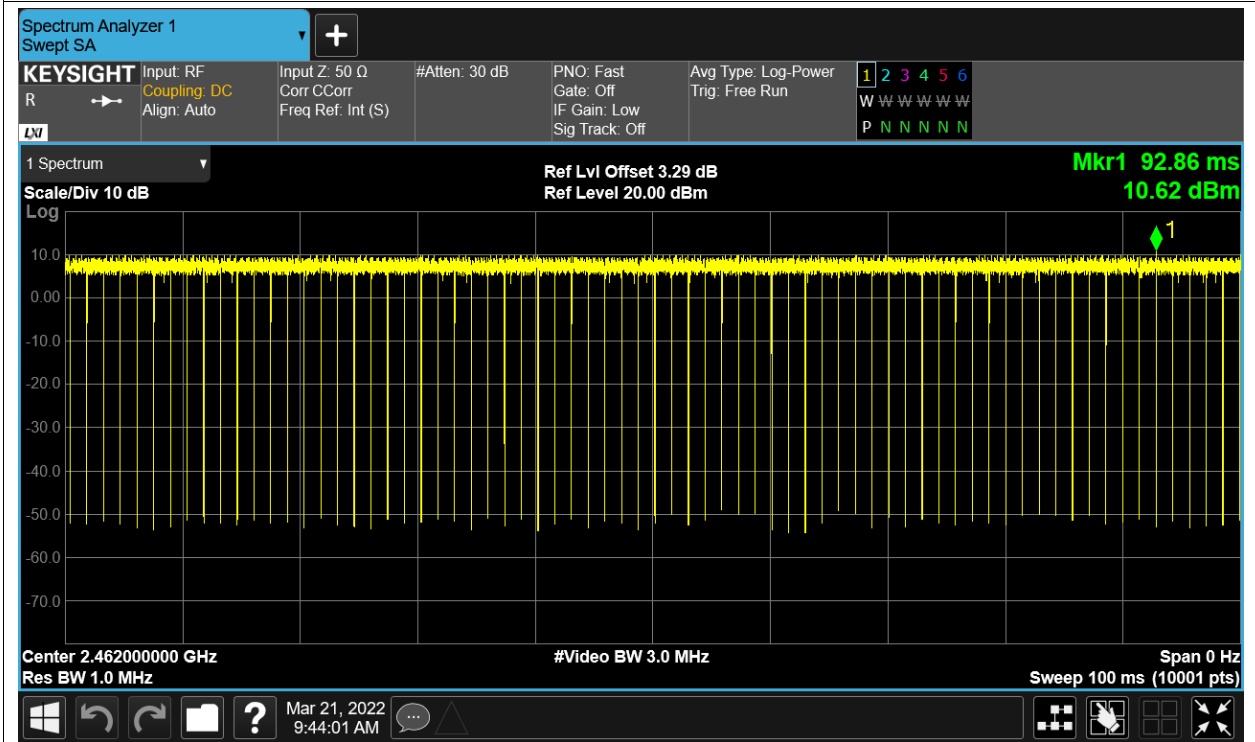 Spectrum Analyzer 1
Swept SA
KEYSIGHT Input: RF Input Z: 50 Ω #Atten: 30 dB PNO: Fast Avg Type: Log-Power 1 2 3 4 5 6
R Coupling: DC Corr CCorr Gate: Off Trig: Free Run W W W W W W
Align: Auto Freq Ref: Int (S) IF Gain: Low
LXI Sig Track: Off P N N N N N
1 Spectrum Ref Lvl Offset 3.29 dB Mkr1 92.86 ms
Scale/Div 10 dB Ref Level 20.00 dBm 10.62 dBm
Log
1
10.0
0.00
-10.0
-20.0
-30.0
-40.0
-50.0
-60.0
-70.0
Center 2.462000000 GHz #Video BW 3.0 MHz Span 0 Hz
Res BW 1.0 MHz Sweep 100 ms (10001 pts)
? Mar 21, 2022
9:44:01 AM